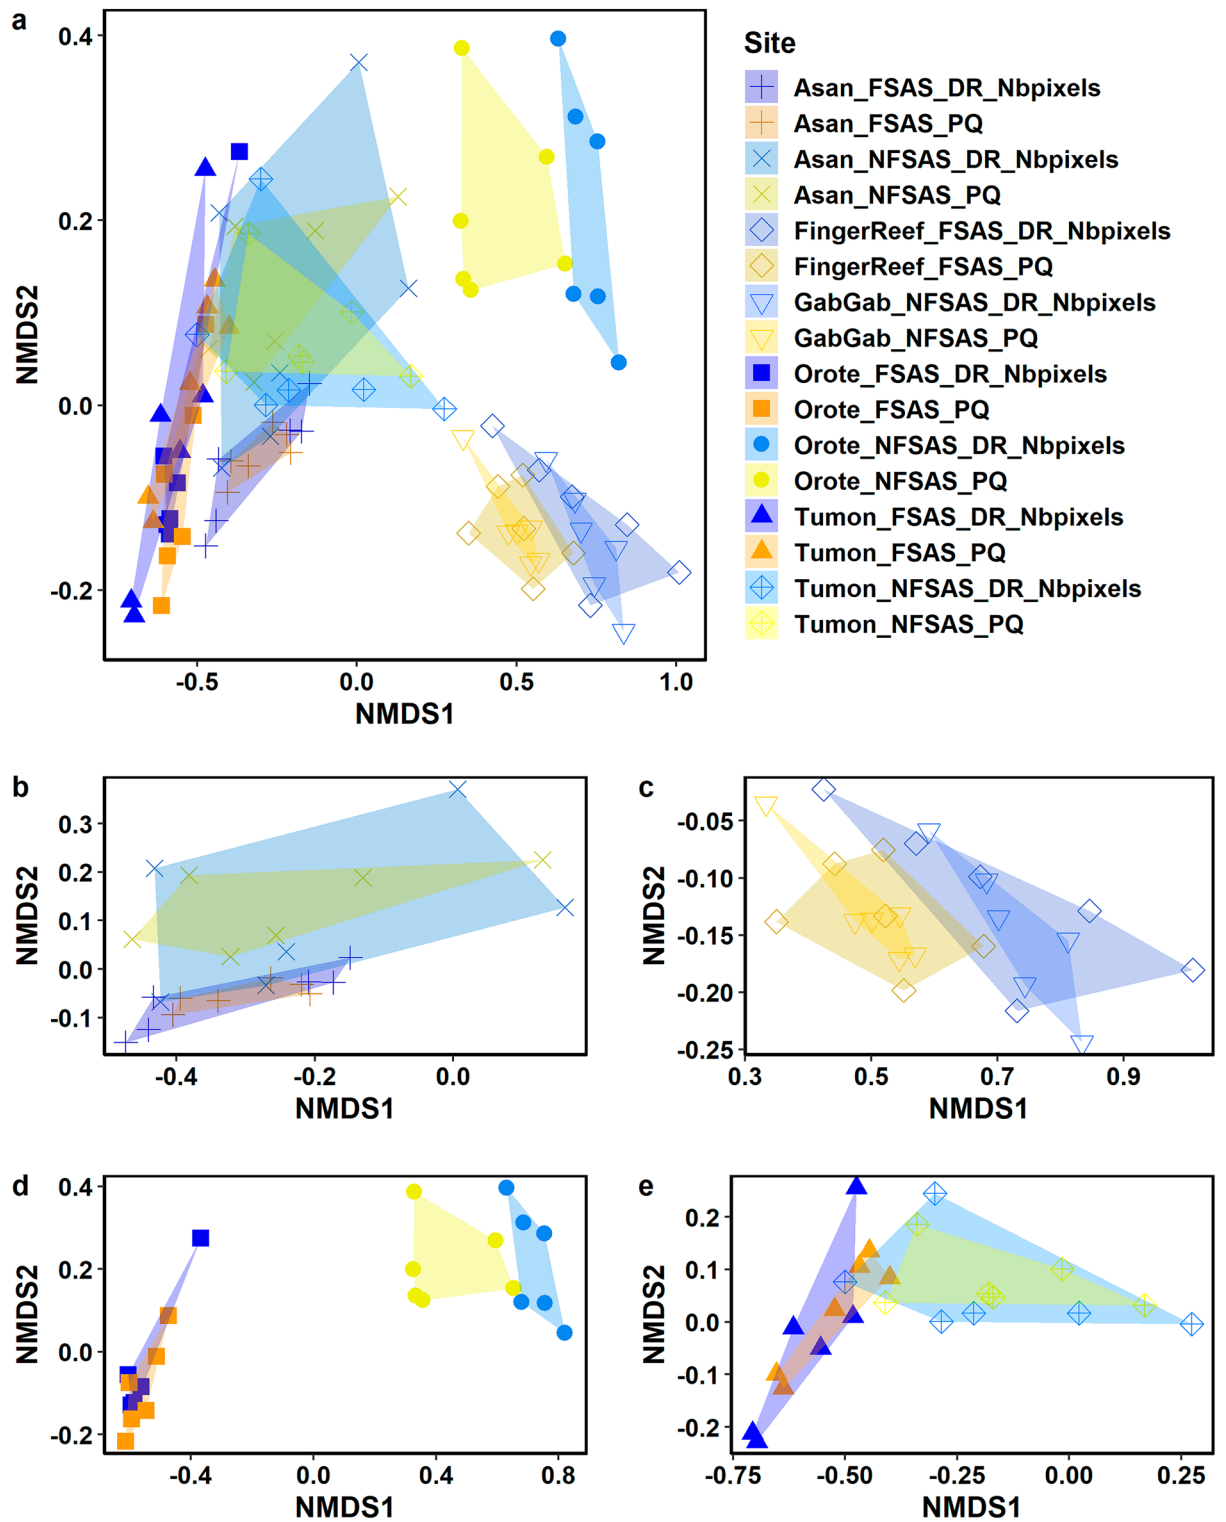 a
0.4
0.2
0.0
-0.2
NMDS2
-0.5
0.0
0.5
1.0
NMDS1
Site
Asan_FSAS_DR_Nbpixels
Asan_FSAS_PQ
Asan_NFSAS_DR_Nbpixels
Asan_NFSAS_PQ
FingerReef_FSAS_DR_Nbpixels
FingerReef_FSAS_PQ
GabGab_NFSAS_DR_Nbpixels
GabGab_NFSAS_PQ
Orote_FSAS_DR_Nbpixels
Orote_FSAS_PQ
Orote_NFSAS_DR_Nbpixels
Orote_NFSAS_PQ
Tumon_FSAS_DR_Nbpixels
Tumon_FSAS_PQ
Tumon_NFSAS_DR_Nbpixels
Tumon_NFSAS_PQ
b
0.3
0.2
0.1
0.0
-0.1
NMDS2
-0.4
-0.2
0.0
NMDS1
c
-0.05
-0.10
-0.15
-0.20
-0.25
NMDS2
0.3
0.5
0.7
0.9
NMDS1
d
0.4
0.2
0.0
-0.2
NMDS2
-0.4
0.0
0.4
0.8
NMDS1
e
0.2
0.1
0.0
-0.1
-0.2
NMDS2
-0.75
-0.50
-0.25
0.00
0.25
NMDS1